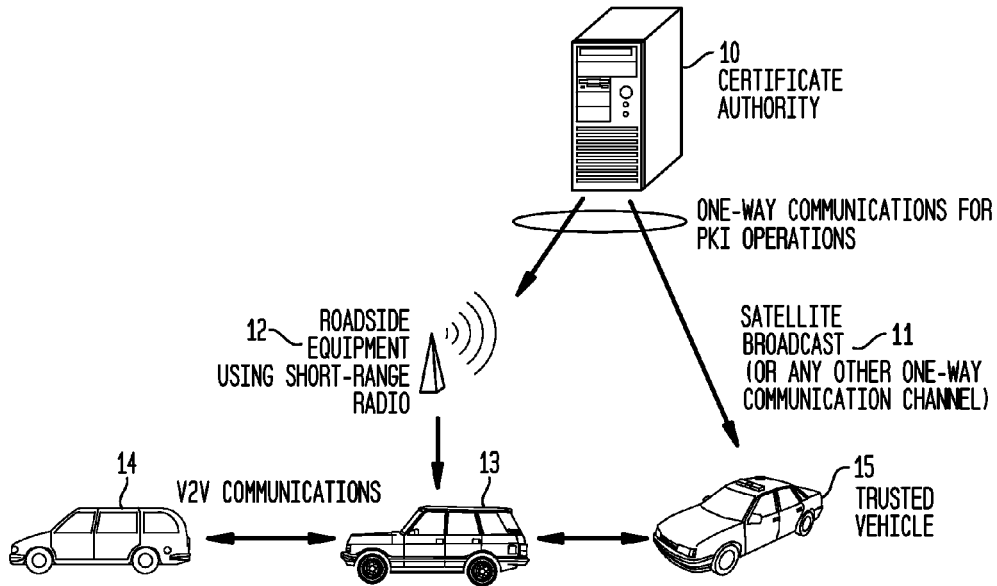 10
CERTIFICATE
AUTHORITY
ONE-WAY COMMUNICATIONS FOR
PKI OPERATIONS
12
ROADSIDE
EQUIPMENT
USING SHORT-RANGE
RADIO
SATELLITE
BROADCAST 11
(OR ANY OTHER ONE-WAY
COMMUNICATION CHANNEL)
14
V2V COMMUNICATIONS
13
15
TRUSTED
VEHICLE